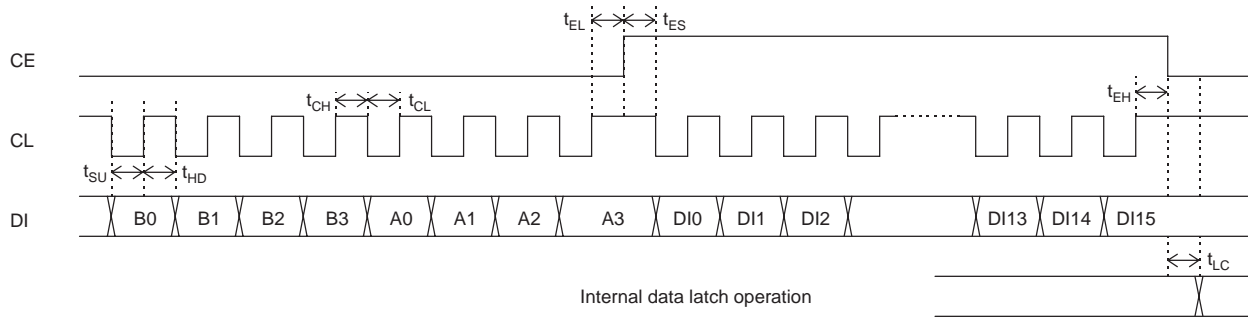 tEL tES
CE
tEH
tCH tCL
CL
tSU tHD
DI B0 B1 B2 B3 A0 A1 A2 A3 DI0 DI1 DI2 DI13 DI14 DI15
tLC
Internal data latch operation